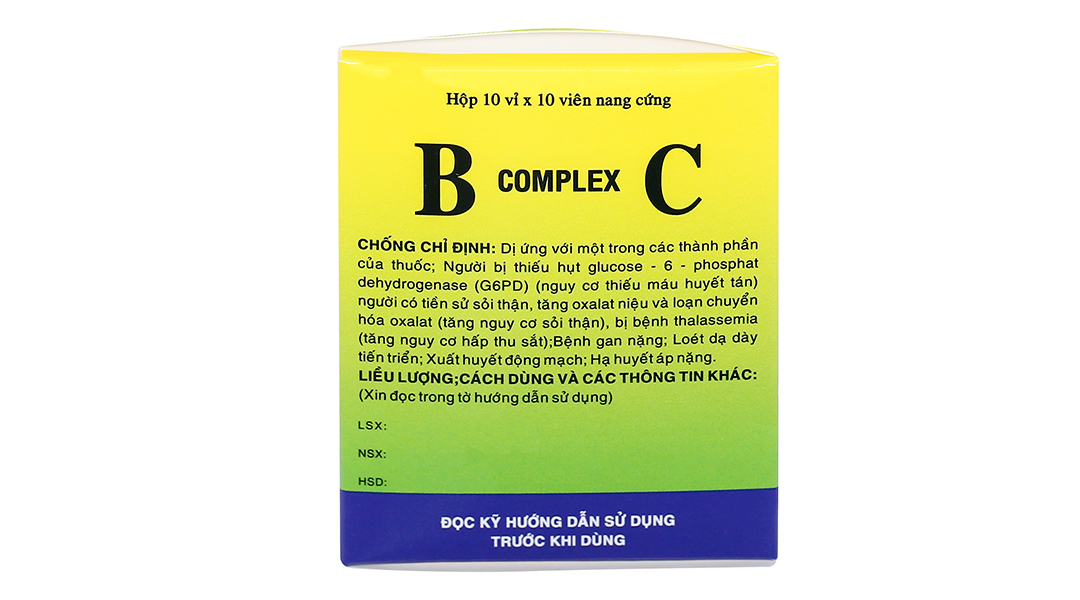 Hộp 10 vỉ x 10 viên nang cứng
B COMPLEX C
CHỐNG CHỈ ĐỊNH: Dị ứng với một trong các thành phần
của thuốc; Người bị thiếu hụt glucose - 6 - phosphat
dehydrogenase (G6PD) (nguy cơ thiếu máu huyết tán)
người có tiền sử sỏi thận, tăng oxalat niệu và loạn chuyển
hóa oxalat (tăng nguy cơ sỏi thận), bị bệnh thalassemia
(tăng nguy cơ hấp thu sắt);Bệnh gan nặng; Loét dạ dày
tiến triển; Xuất huyết động mạch; Hạ huyết áp nặng.
LIỀU LƯỢNG;CÁCH DÙNG VÀ CÁC THÔNG TIN KHÁC:
(Xin đọc trong tờ hướng dẫn sử dụng)
LSX:
NSX:
HSD:
ĐỌC KỸ HƯỚNG DẪN SỬ DỤNG
TRƯỚC KHI DÙNG